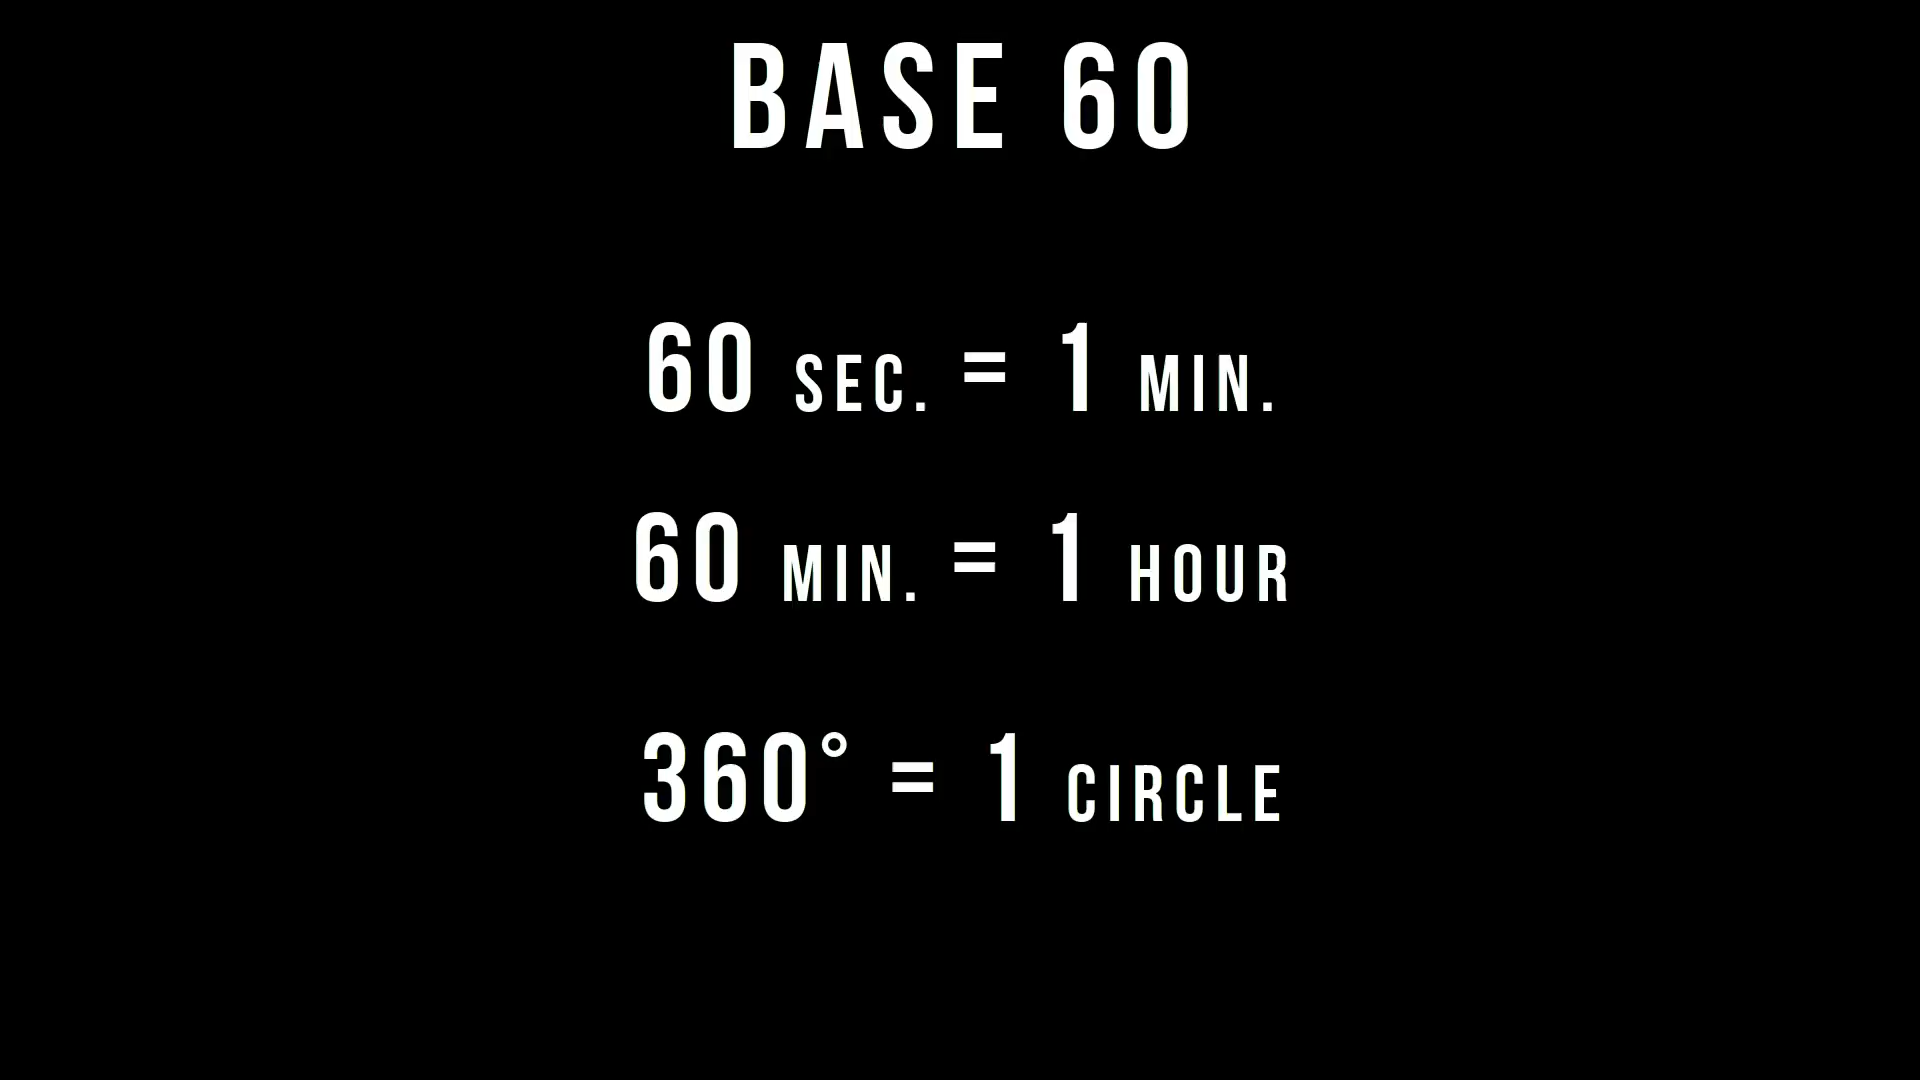 BASE 60
60 SEC. = 1 MIN.
60 MIN. = 1 HOUR
360° = 1 CIRCLE